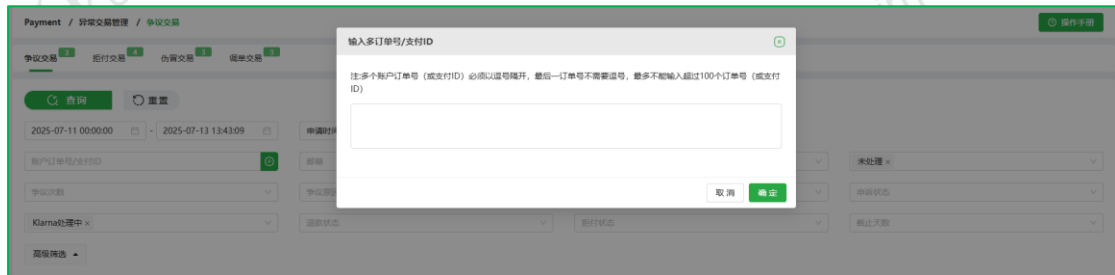 Payment / 异常交易管理 / 争议交易
操作手册
争议交易 3 拒付交易 4 伪冒交易 3 调单交易 3
输入多订单号/支付ID
注:多个账户订单号（或支付ID）必须以逗号隔开，最后一订单号不需要逗号，最多不能输入超过100个订单号（或支付
ID）
查询 重置
2025-07-11 00:00:00 - 2025-07-13 13:43:09 申请时间
账户订单号/支付ID 邮箱 未处理 ×
争议次数 争议原 申诉状态
取消 确定
Klarna处理中 × 退款状态 拒付状态 截止天数
高级筛选